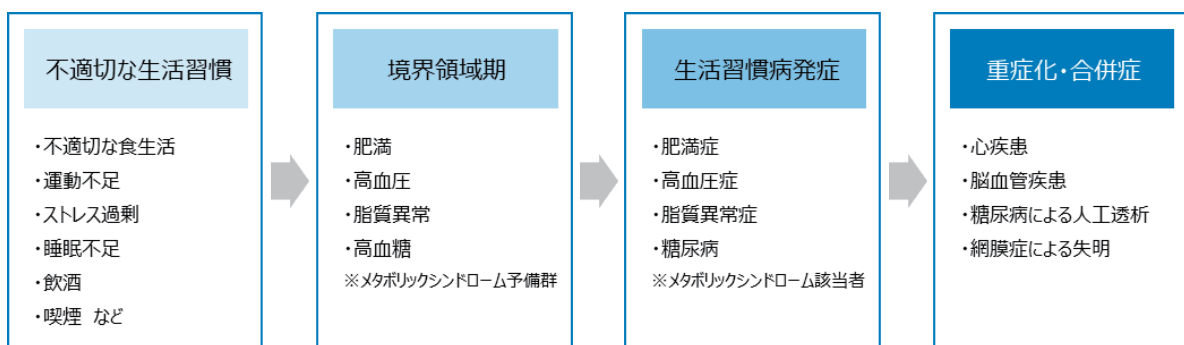 不適切な生活習慣
・不適切な食生活
・運動不足
・ストレス過剰
・睡眠不足
・飲酒
・喫煙 など
境界領域期
・肥満
・高血圧
・脂質異常
・高血糖
※メタボリックシンドローム予備群
生活習慣病発症
・肥満症
・高血圧症
・脂質異常症
・糖尿病
※メタボリックシンドローム該当者
重症化・合併症
・心疾患
・脳血管疾患
・糖尿病による人工透析
・網膜症による失明